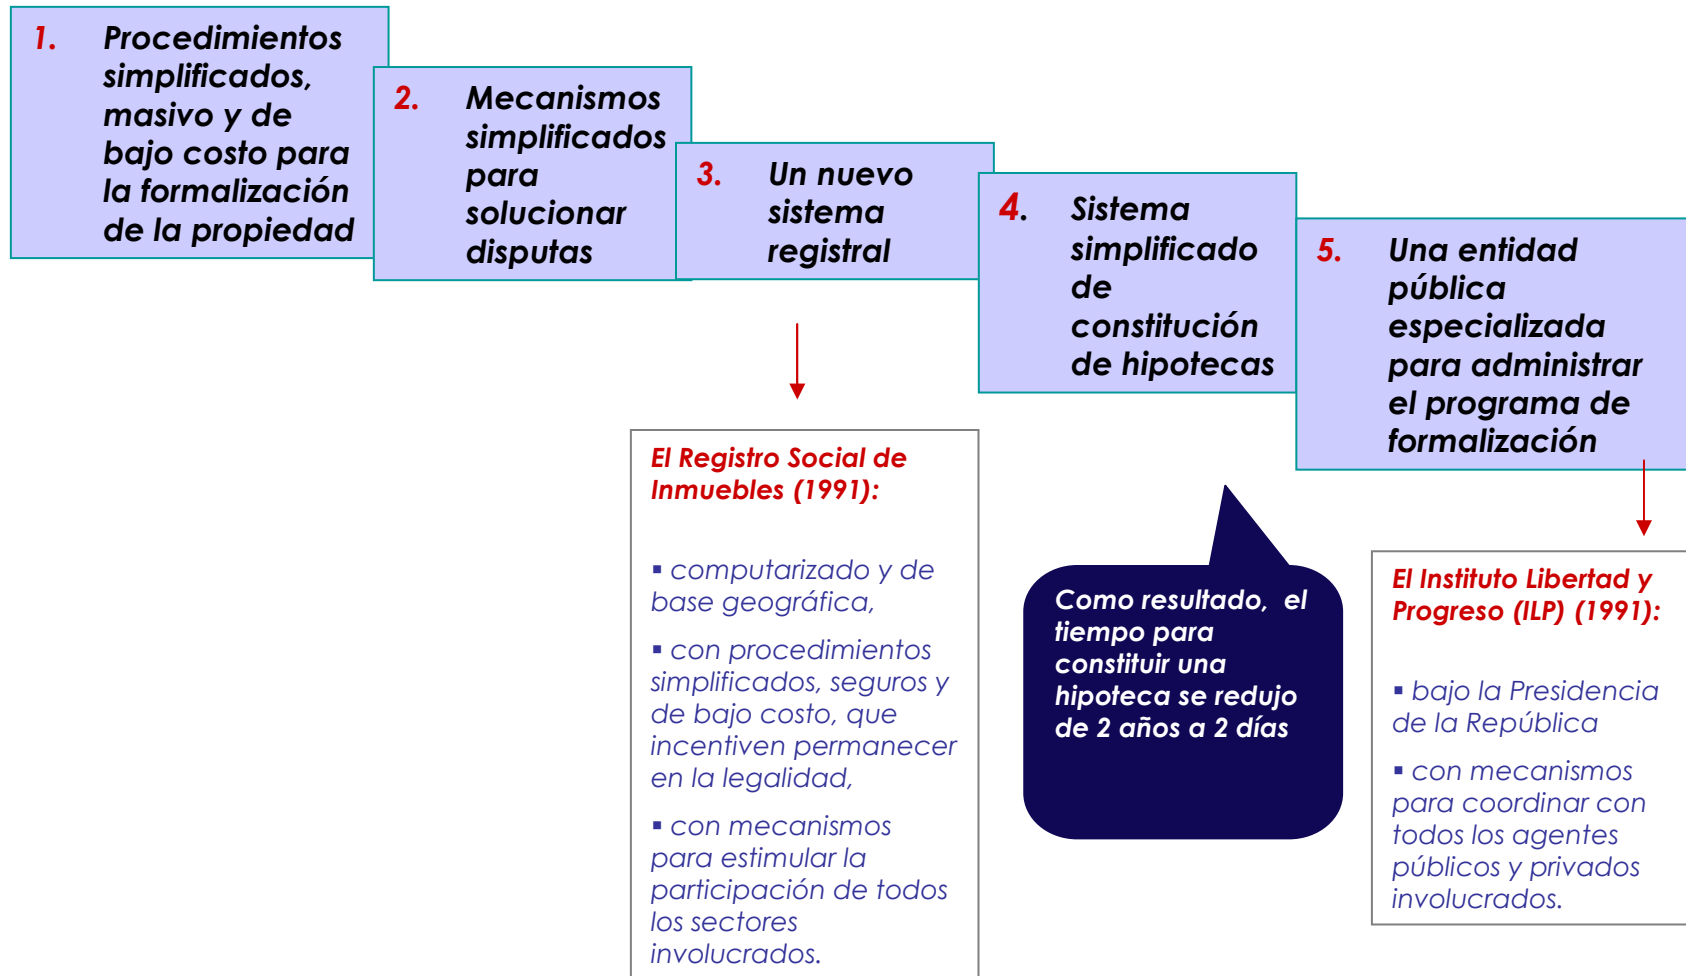 1. Procedimientos
simplificados,
masivo y de
bajo costo para
la formalización
de la propiedad
2. Mecanismos
simplificados
para
solucionar
disputas
3. Un nuevo
sistema
registral
4. Sistema
simplificado
de
constitución
de hipotecas
5. Una entidad
pública
especializada
para administrar
el programa de
formalización
El Registro Social de
Inmuebles (1991):
▪ computarizado y de
base geográfica,
▪ con procedimientos
simplificados, seguros y
de bajo costo, que
incentiven permanecer
en la legalidad,
▪ con mecanismos
para estimular la
participación de todos
los sectores
involucrados.
Como resultado, el
tiempo para
constituir una
hipoteca se redujo
de 2 años a 2 días
El Instituto Libertad y
Progreso (ILP) (1991):
▪ bajo la Presidencia
de la República
▪ con mecanismos
para coordinar con
todos los agentes
públicos y privados
involucrados.